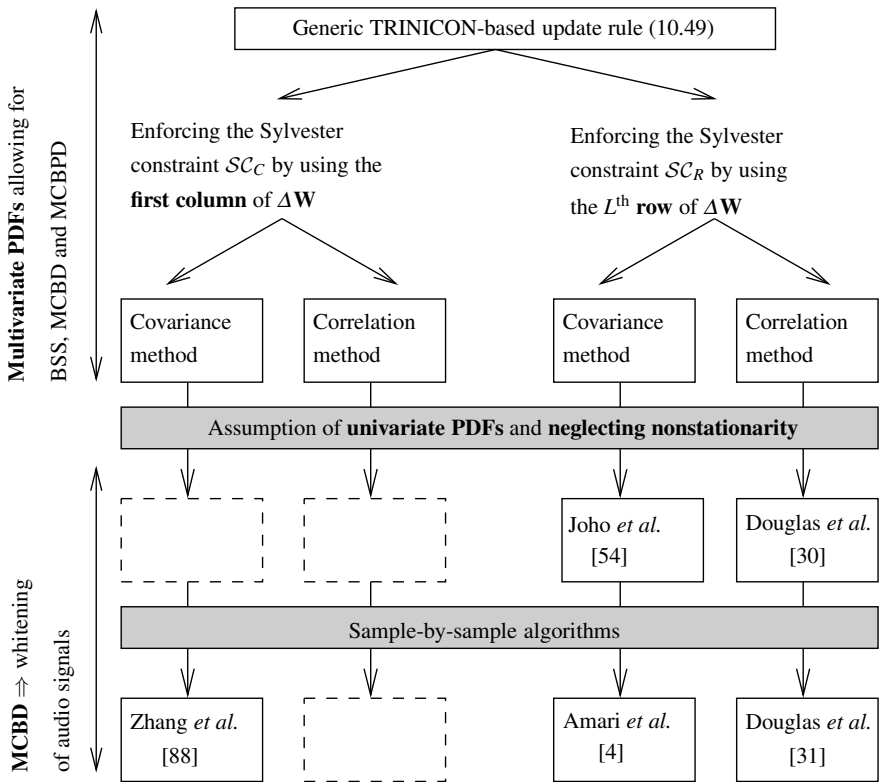 Generic TRINICON-based update rule (10.49)
Enforcing the Sylvester
constraint SC_C by using the
first column of ΔW
Enforcing the Sylvester
constraint SC_R by using
the L^th row of ΔW
Multivariate PDFs allowing for
BSS, MCBD and MCBPD
Covariance
method
Correlation
method
Covariance
method
Correlation
method
Assumption of univariate PDFs and neglecting nonstationarity
Joho et al.
[54]
Douglas et al.
[30]
Sample-by-sample algorithms
MCBD ⇒ whitening
of audio signals
Zhang et al.
[88]
Amari et al.
[4]
Douglas et al.
[31]